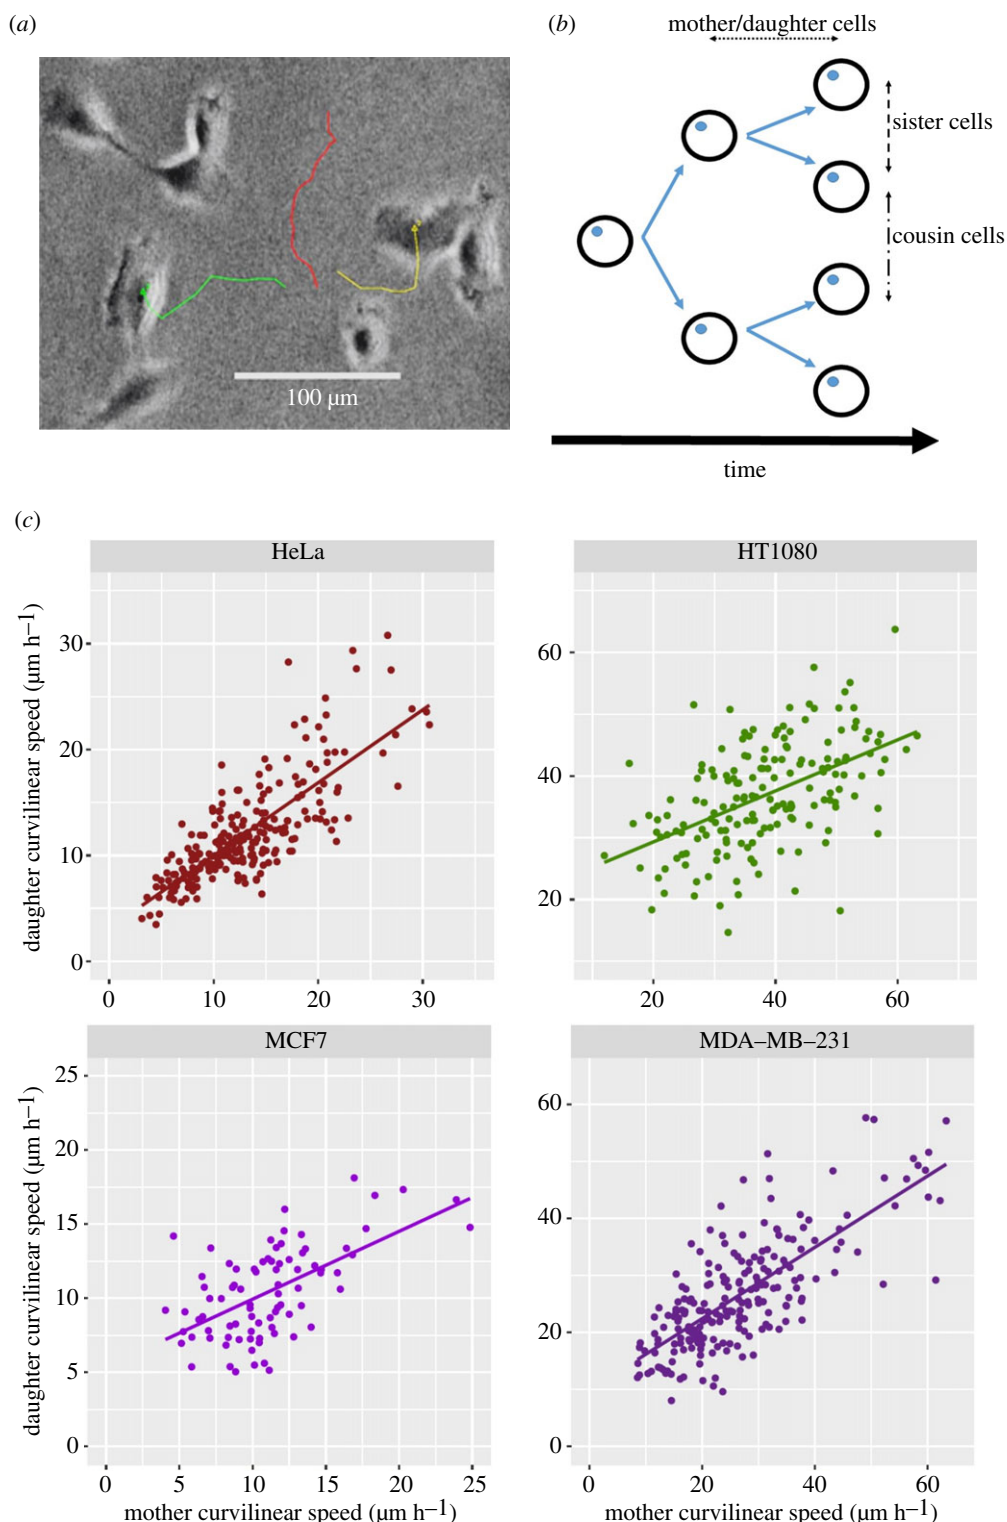 (a)
100 µm
(b)
mother/daughter cells
sister cells
cousin cells
time
(c)
HeLa
daughter curvilinear speed (µm h−1)
30
20
10
0
0 10 20 30
HT1080
60
40
20
20 40 60
MCF7
daughter curvilinear speed (µm h−1)
25
20
15
10
5
0
0 5 10 15 20 25
mother curvilinear speed (µm h−1)
MDA–MB–231
60
40
20
0
0 20 40 60
mother curvilinear speed (µm h−1)